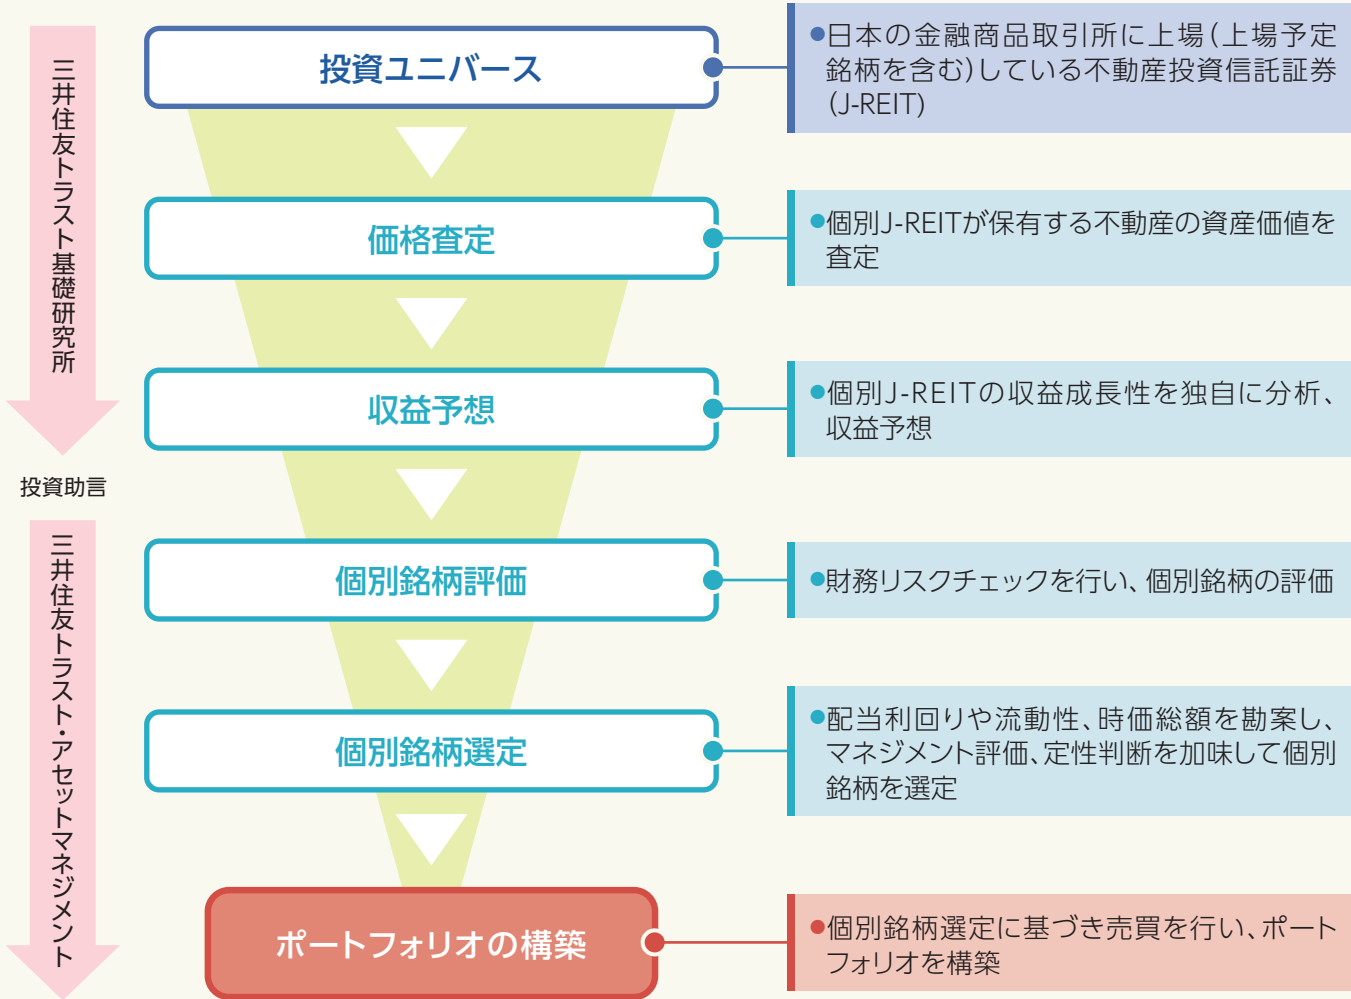 三井住友トラスト基礎研究所
投資助言
三井住友トラスト・アセットマネジメント
投資ユニバース
●日本の金融商品取引所に上場(上場予定
銘柄を含む)している不動産投資信託証券
(J-REIT)
価格査定
●個別J-REITが保有する不動産の資産価値を
査定
収益予想
●個別J-REITの収益成長性を独自に分析、
収益予想
個別銘柄評価
●財務リスクチェックを行い、個別銘柄の評価
個別銘柄選定
●配当利回りや流動性、時価総額を勘案し、
マネジメント評価、定性判断を加味して個別
銘柄を選定
ポートフォリオの構築
●個別銘柄選定に基づき売買を行い、ポート
フォリオを構築